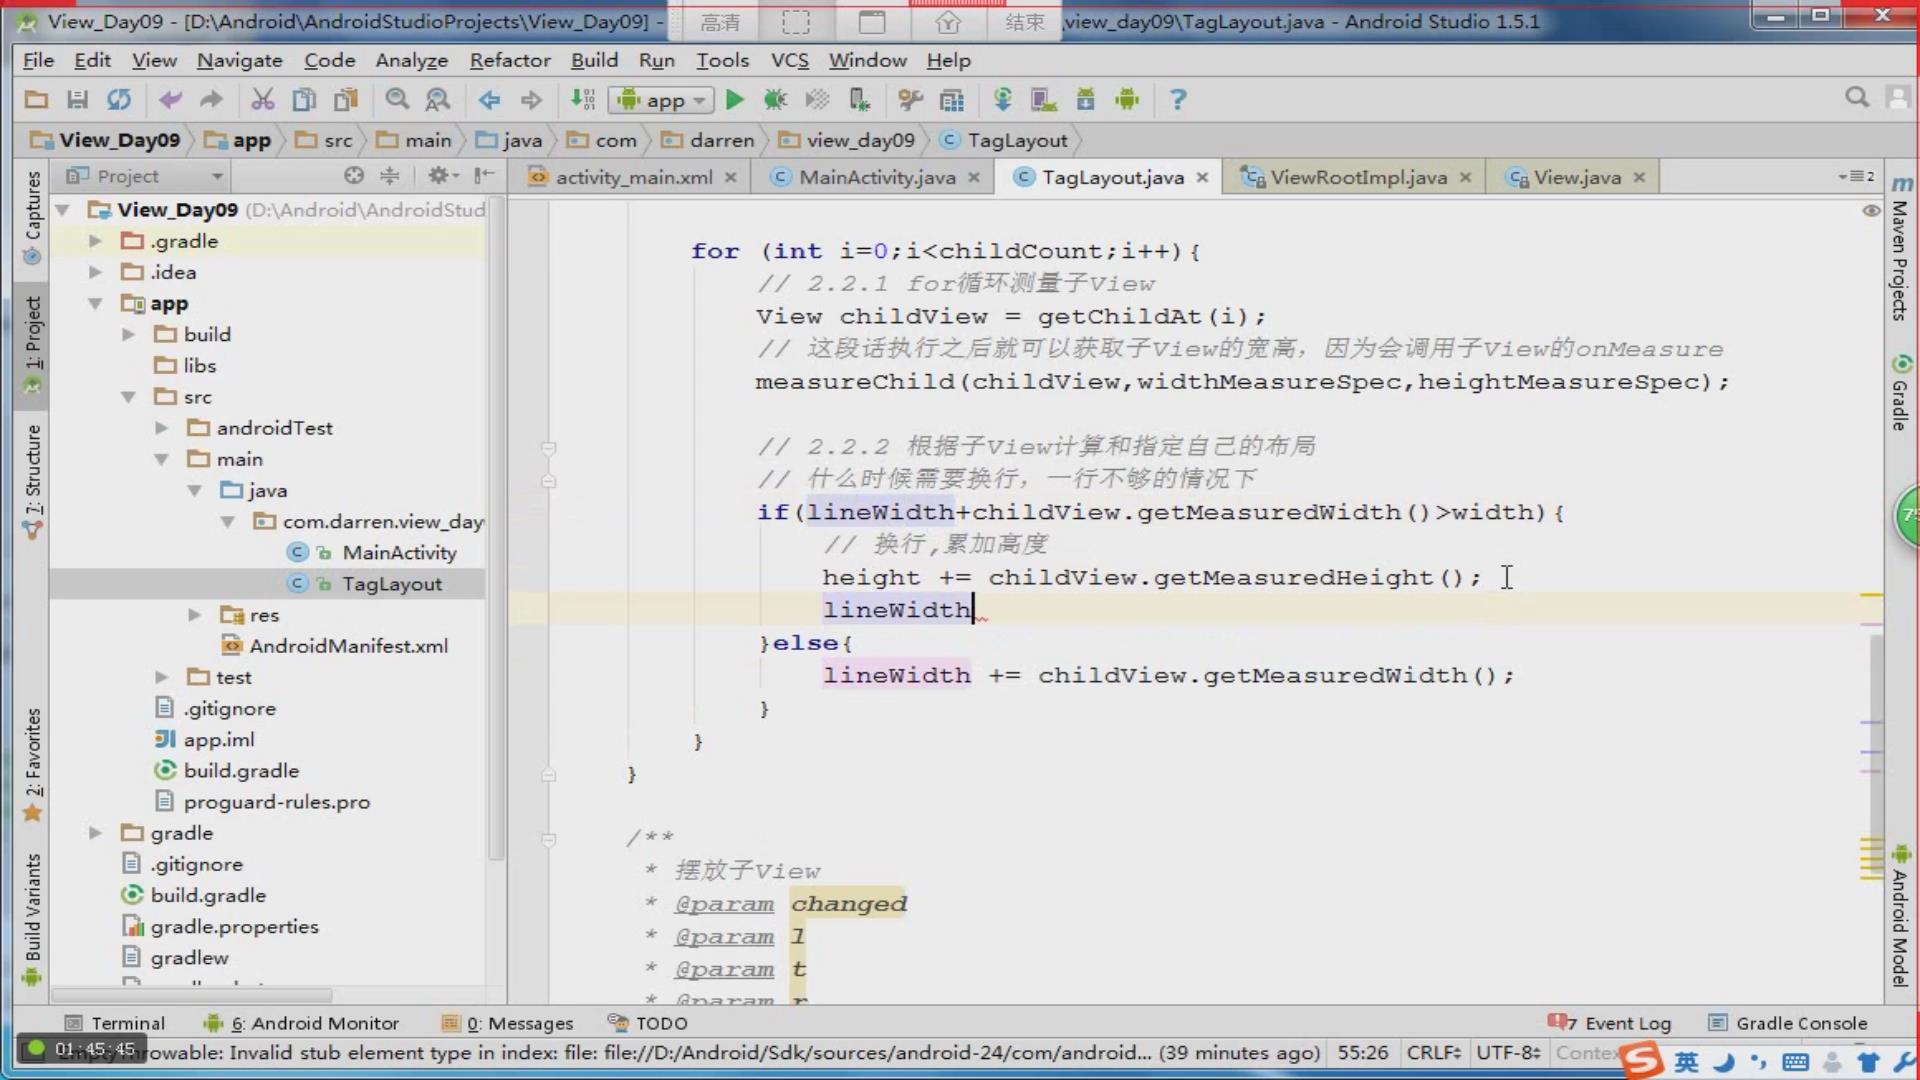 View_Day09 - [D:\Android\AndroidStudioProjects\View_Day09] -
高清
结束
\view_day09\TagLayout.java - Android Studio 1.5.1
File Edit View Navigate Code Analyze Refactor Build Run Tools VCS Window Help
app
View_Day09 app src main java com darren view_day09 TagLayout
Project
activity_main.xml MainActivity.java TagLayout.java ViewRootImpl.java View.java
2
Captures
1: Project
7: Structure
2: Favorites
Build Variants
View_Day09 (D:\Android\AndroidStud
.gradle
.idea
app
build
libs
src
androidTest
main
java
com.darren.view_day
MainActivity
TagLayout
res
AndroidManifest.xml
test
.gitignore
app.iml
build.gradle
proguard-rules.pro
gradle
.gitignore
build.gradle
gradle.properties
gradlew
for (int i=0;i<childCount;i++){
// 2.2.1 for循环测量子View
View childView = getChildAt(i);
// 这段话执行之后就可以获取子View的宽高，因为会调用子View的onMeasure
measureChild(childView,widthMeasureSpec,heightMeasureSpec);
// 2.2.2 根据子View计算和指定自己的布局
// 什么时候需要换行，一行不够的情况下
if(lineWidth+childView.getMeasuredWidth()>width){
// 换行,累加高度
height += childView.getMeasuredHeight();
lineWidth
}else{
lineWidth += childView.getMeasuredWidth();
}
}
}
/**
* 摆放子View
* @param changed
* @param l
* @param t
* @param r
Maven Projects
Gradle
Android Model
75
Terminal 6: Android Monitor 0: Messages TODO
7 Event Log Gradle Console
01:45:45
Throwable: Invalid stub element type in index: file: file://D:/Android/Sdk/sources/android-24/com/android... (39 minutes ago)
55:26 CRLF UTF-8 Contex
英